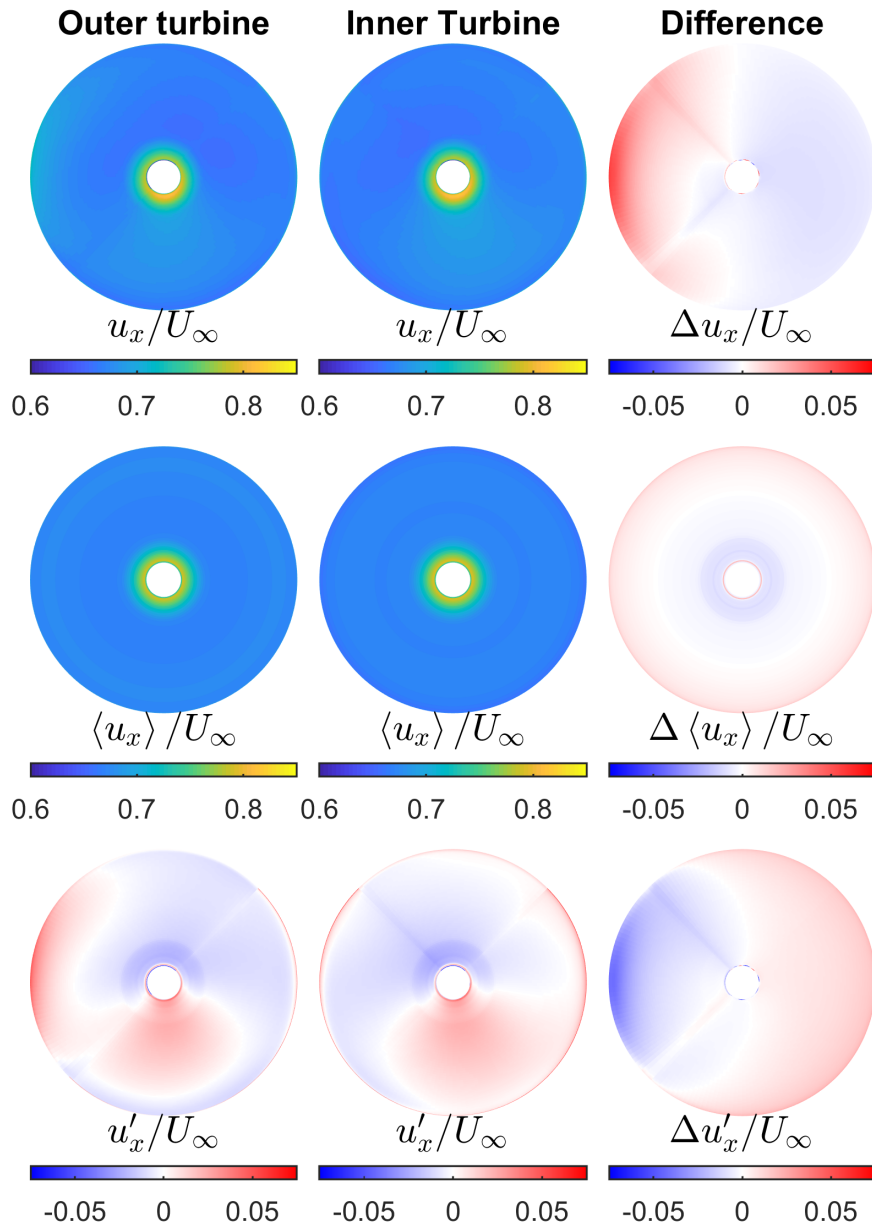 Outer turbine Inner Turbine Difference
u_x/U_∞ u_x/U_∞ Δu_x/U_∞
0.6 0.7 0.8 0.6 0.7 0.8 -0.05 0 0.05
⟨u_x⟩/U_∞ ⟨u_x⟩/U_∞ Δ⟨u_x⟩/U_∞
0.6 0.7 0.8 0.6 0.7 0.8 -0.05 0 0.05
u′_x/U_∞ u′_x/U_∞ Δu′_x/U_∞
-0.05 0 0.05 -0.05 0 0.05 -0.05 0 0.05